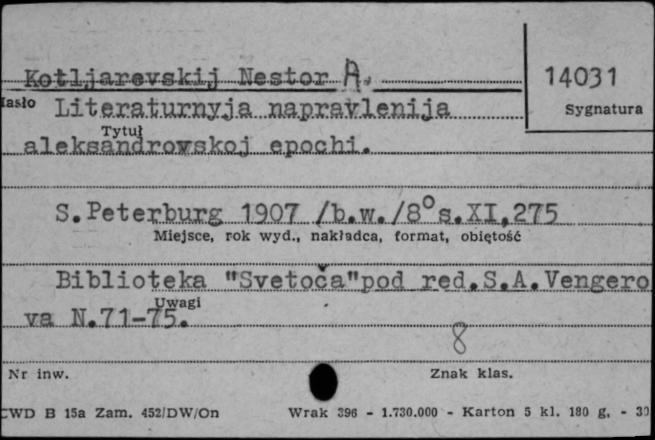 Kotljarevskij Nestor A.
14031
Hasło
Literaturnyja napravlenija
Sygnatura
Tytuł
aleksandrovskoj epochi.
S.Peterburg 1907 /b.w./8° s.XI,275
Miejsce, rok wyd., nakładca, format, objętość
Biblioteka "Svetoča"pod red.S.A.Vengero
Uwagi
va N.71-75.
8
Nr inw.
Znak klas.
CWD B 15a Zam. 452/DW/On Wrak 396 - 1.730.000 - Karton 5 kl. 180 g. - 30